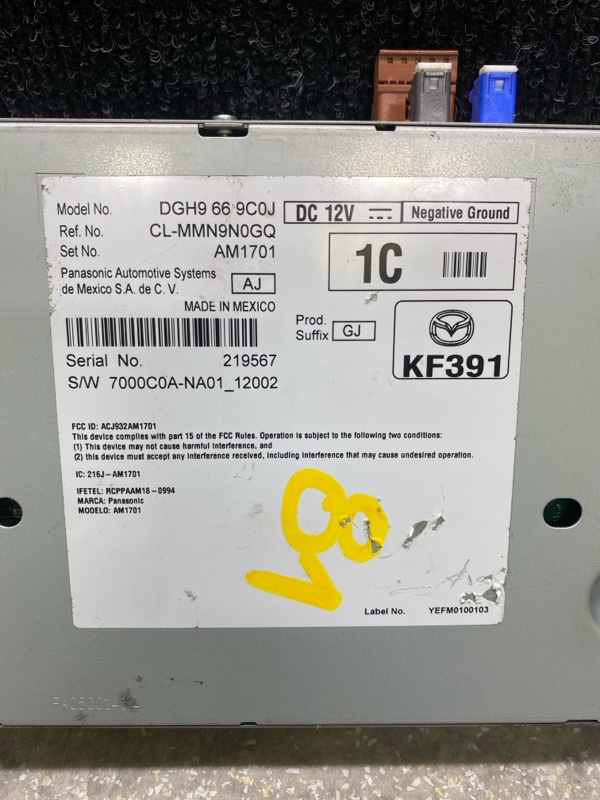 Model No. DGH9 66 9C0J
DC 12V
Negative Ground
Ref. No. CL-MMN9N0GQ
Set No. AM1701
1C
Panasonic Automotive Systems
de Mexico S.A. de C. V.
AJ
MADE IN MEXICO
Prod.
Suffix GJ
KF391
Serial No. 219567
S/W 7000C0A-NA01_12002
FCC ID: ACJ932AM1701
This device complies with part 15 of the FCC Rules. Operation is subject to the following two conditions:
(1) This device may not cause harmful interference, and
(2) this device must accept any interference received, including interference that may cause undesired operation.
IC: 216J-AM1701
IFETEL: RCPPAAM18-0994
MARCA: Panasonic
MODELO: AM1701
Label No. YEFM0100103